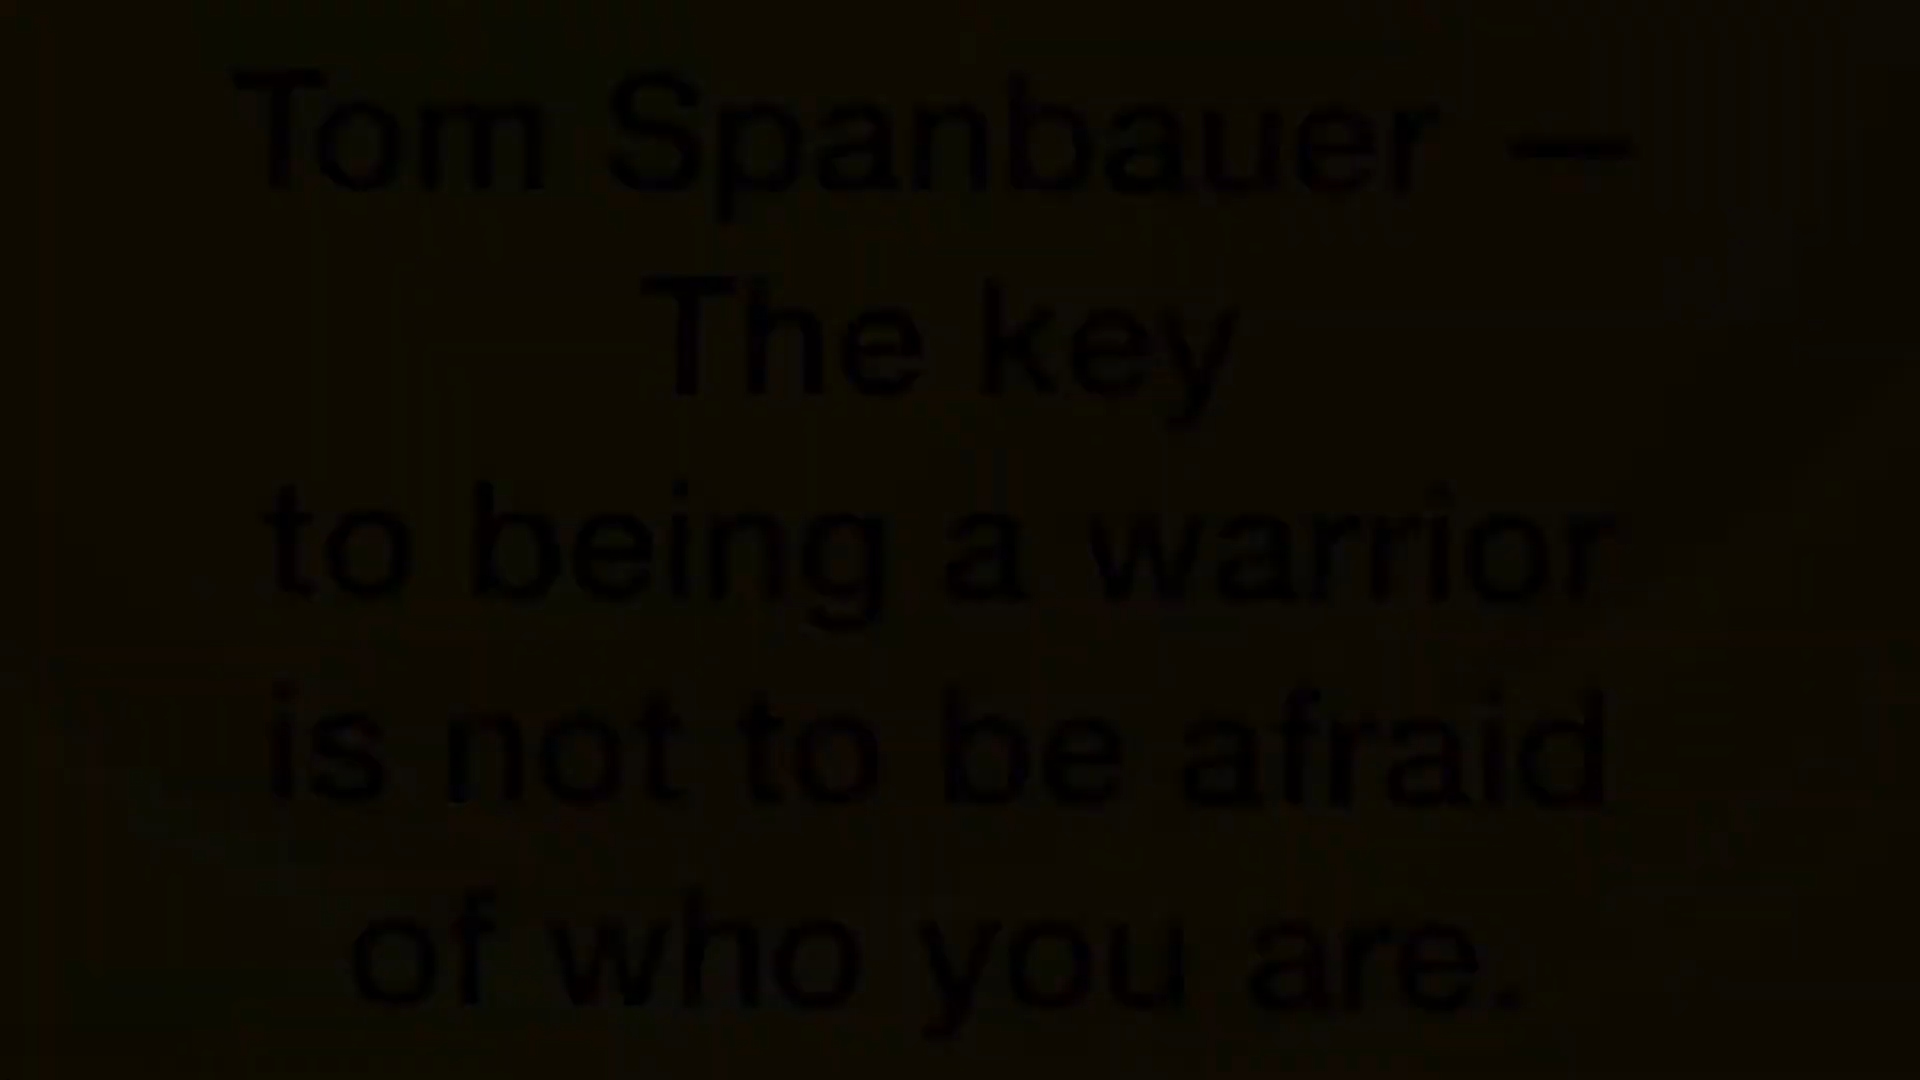 Tom Spanbauer —
The key
to being a warrior
is not to be afraid
of who you are.